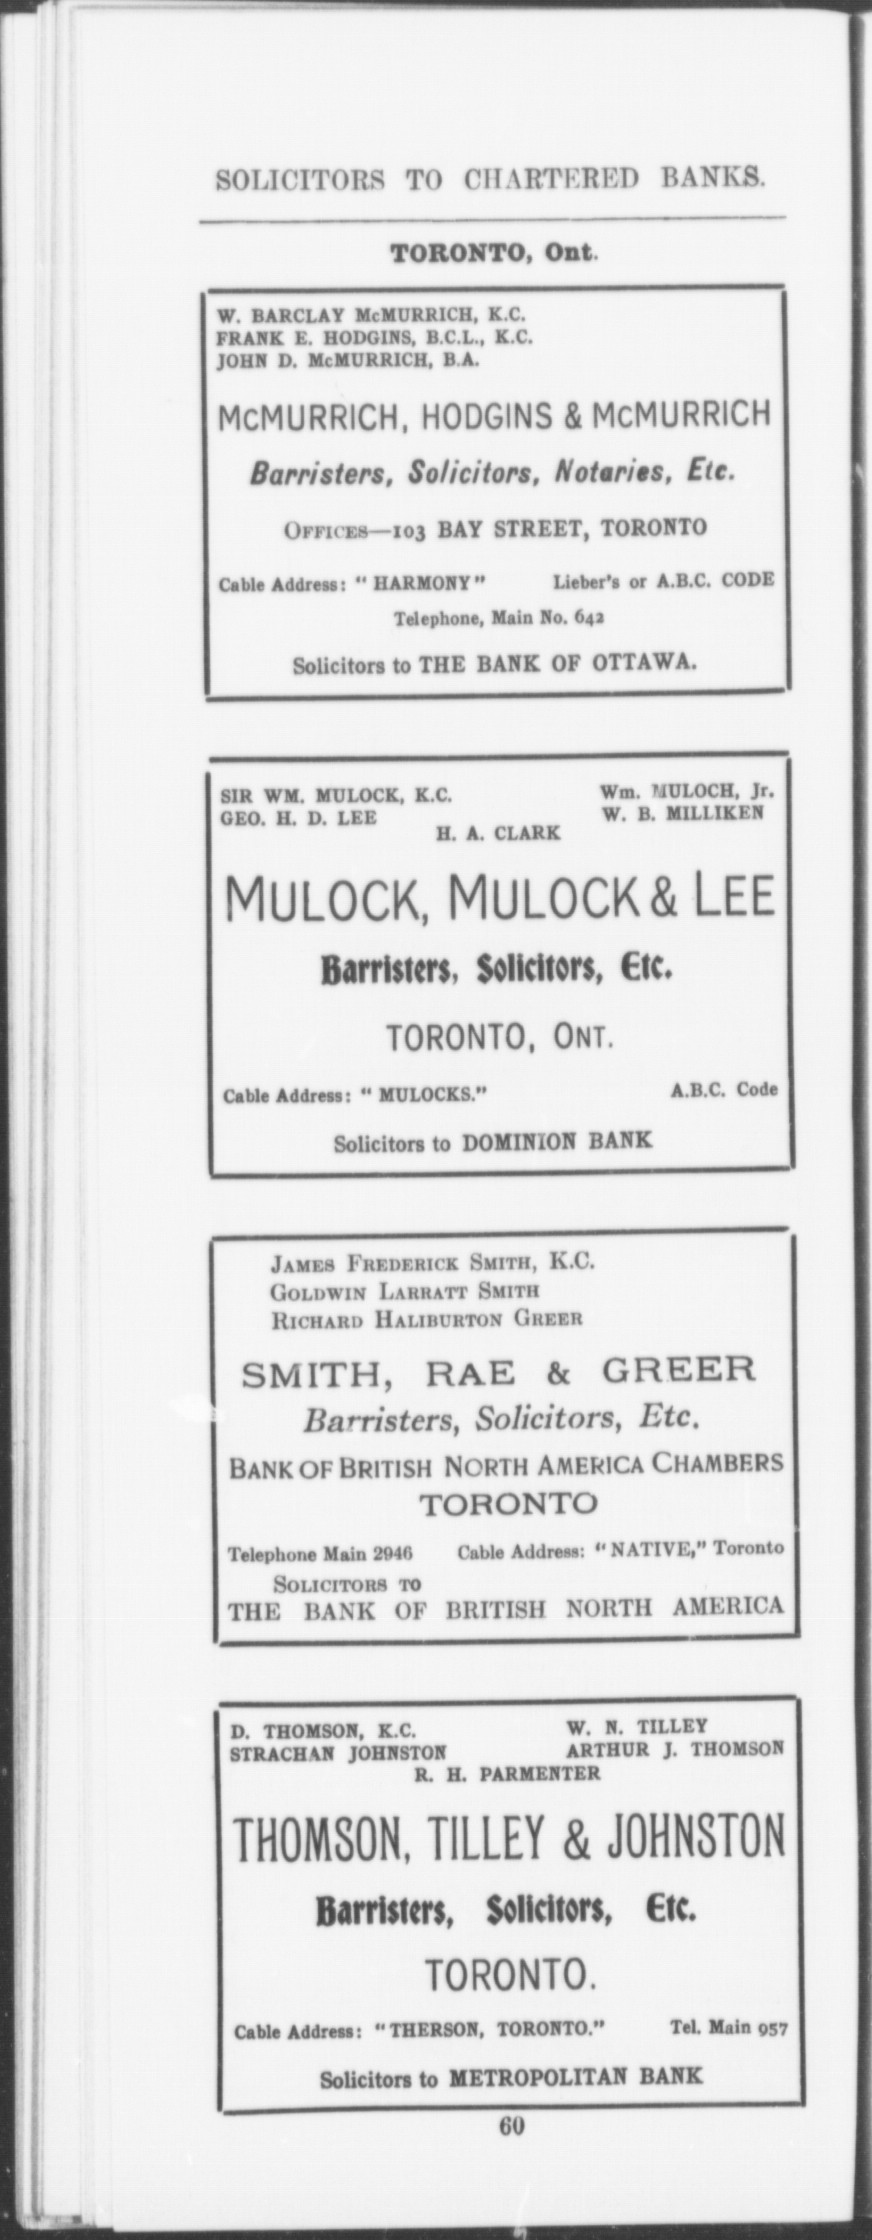 SOLICITORS TO CHARTERED BANKS.
TORONTO, Ont.
W. BARCLAY McMURRICH, K.C.
FRANK E. HODGINS, B.C.L., K.C.
JOHN D. McMURRICH, B.A.
McMURRICH, HODGINS & McMURRICH
Barristers, Solicitors, Notaries, Etc.
OFFICES—103 BAY STREET, TORONTO
Cable Address: "HARMONY" Lieber's or A.B.C. CODE
Telephone, Main No. 642
Solicitors to THE BANK OF OTTAWA.
SIR WM. MULOCK, K.C. Wm. MULOCH, Jr.
GEO. H. D. LEE W. B. MILLIKEN
H. A. CLARK
MULOCK, MULOCK & LEE
Barristers, Solicitors, Etc.
TORONTO, ONT.
Cable Address: "MULOCKS." A.B.C. Code
Solicitors to DOMINION BANK
JAMES FREDERICK SMITH, K.C.
GOLDWIN LARRATT SMITH
RICHARD HALIBURTON GREER
SMITH, RAE & GREER
Barristers, Solicitors, Etc.
BANK OF BRITISH NORTH AMERICA CHAMBERS
TORONTO
Telephone Main 2946 Cable Address: "NATIVE," Toronto
SOLICITORS TO
THE BANK OF BRITISH NORTH AMERICA
D. THOMSON, K.C. W. N. TILLEY
STRACHAN JOHNSTON ARTHUR J. THOMSON
R. H. PARMENTER
THOMSON, TILLEY & JOHNSTON
Barristers, Solicitors, Etc.
TORONTO.
Cable Address: "THERSON, TORONTO." Tel. Main 957
Solicitors to METROPOLITAN BANK
60